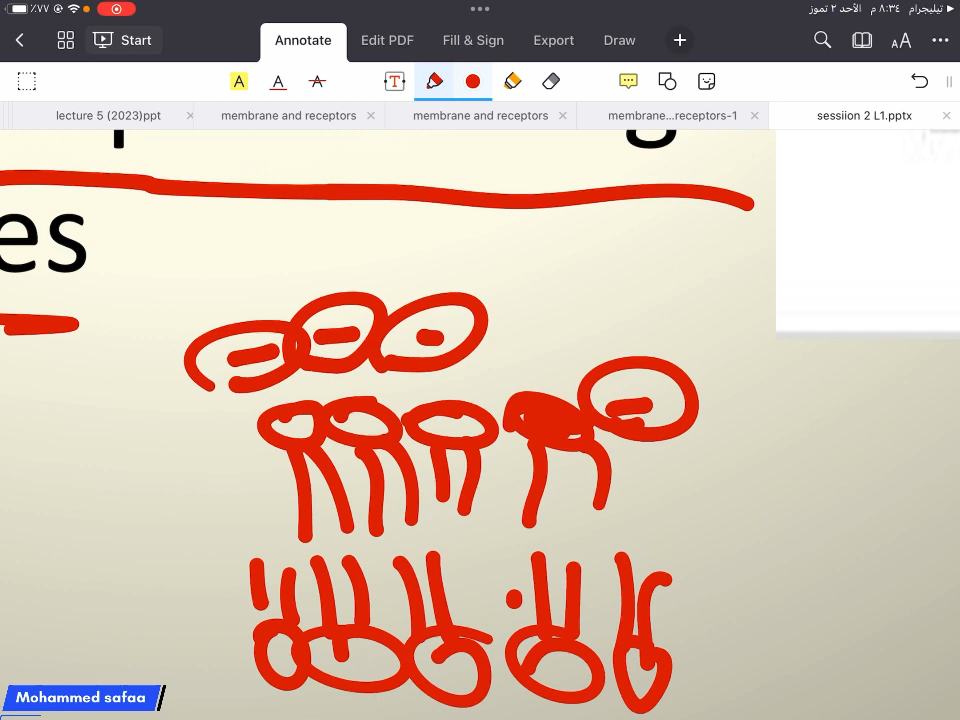 ٪٧٧ تيليجرام ٨:٣٤ م الأحد ٢ تموز
Start Annotate Edit PDF Fill & Sign Export Draw
A A A T AA
lecture 5 (2023)ppt membrane and receptors membrane and receptors membrane...receptors-1 sessiion 2 L1.pptx
es
Mohammed safaa